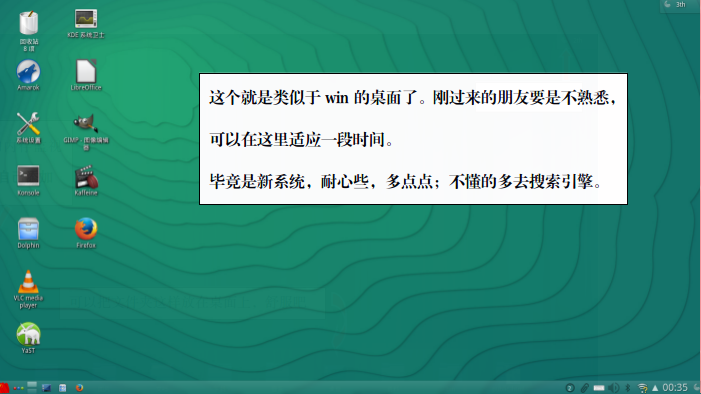 3th
回收站
8 项
KDE 系统卫士
Amarok
LibreOffice
系统设置
GIMP - 图像编辑
器
Konsole
Kaffeine
Dolphin
Firefox
VLC media
player
YaST
这个就是类似于 win 的桌面了。刚过来的朋友要是不熟悉，
可以在这里适应一段时间。
毕竟是新系统，耐心些，多点点；不懂的多去搜索引擎。
00:35